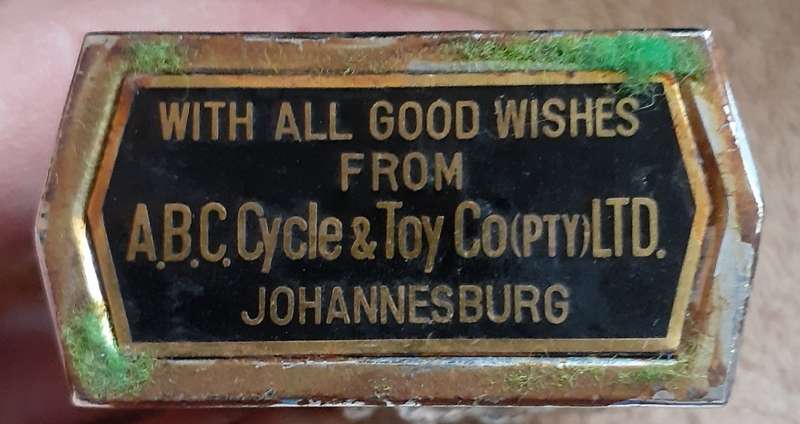 WITH ALL GOOD WISHES
FROM
A.B.C. Cycle & Toy Co (PTY) LTD.
JOHANNESBURG